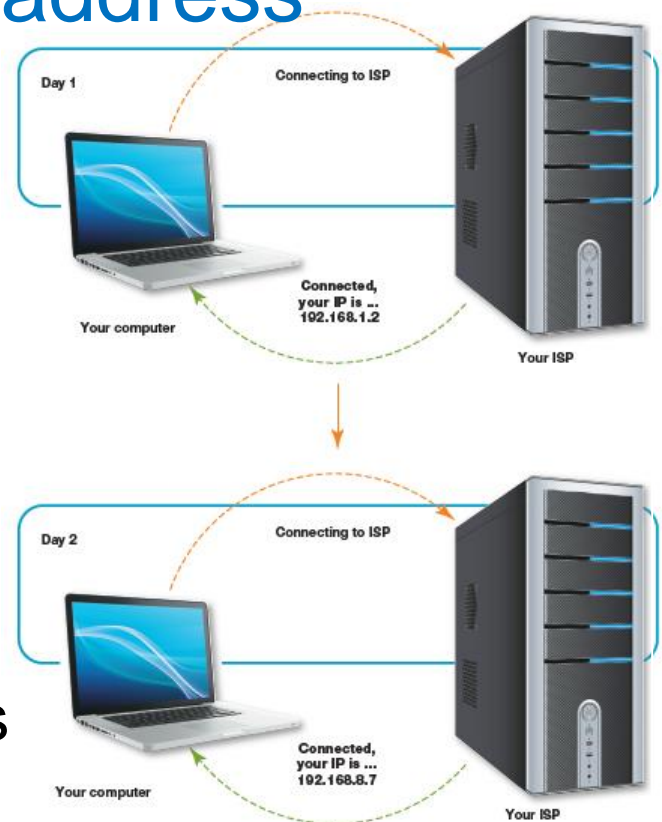 address
Day 1
Connecting to ISP
Connected,
your IP is ...
192.168.1.2
Your computer
Your ISP
Day 2
Connecting to ISP
s
Connected,
your IP is ...
192.168.8.7
Your computer
Your ISP